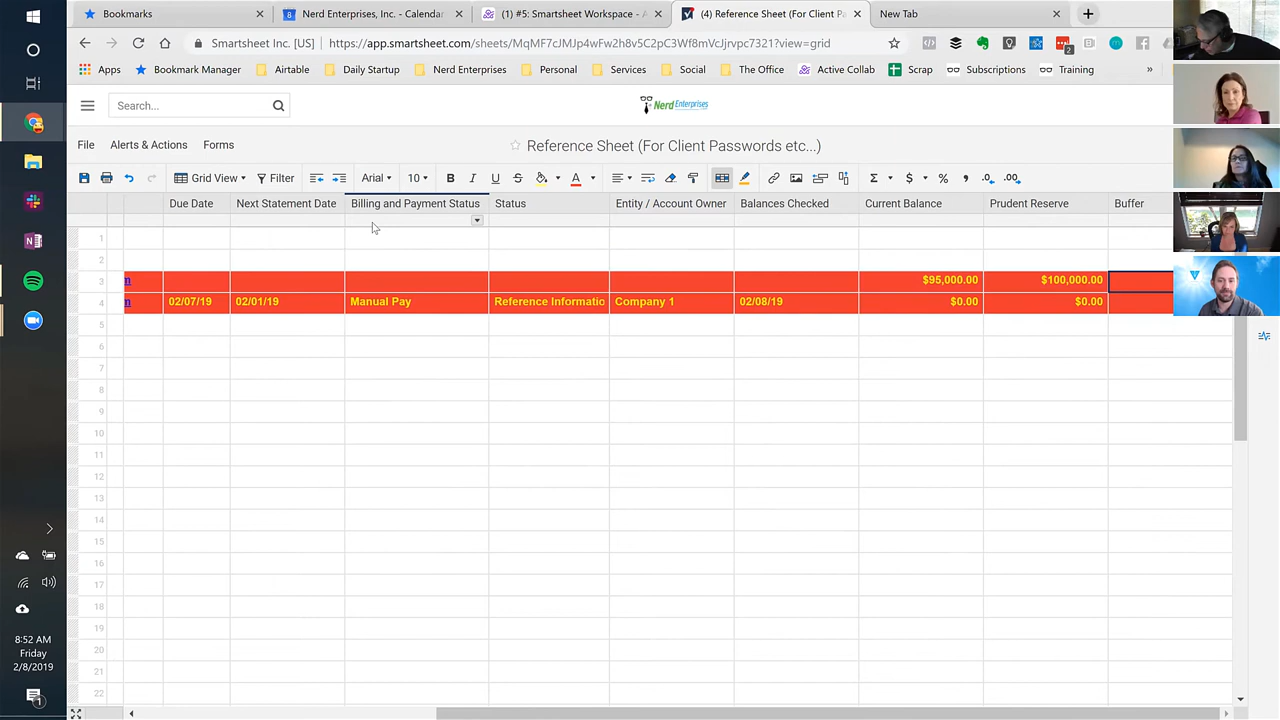 Bookmarks
Nerd Enterprises, Inc. - Calenda
(1) #5: Smartsheet Workspace - A
(4) Reference Sheet (For Client P
New Tab
Smartsheet Inc. [US]
https://app.smartsheet.com/sheets/MqMF7cJMJp4wFw2h8v5C2pC3Wf8mVcJjrvpc7321?view=grid
Apps
Bookmark Manager
Airtable
Daily Startup
Nerd Enterprises
Personal
Services
Social
The Office
Active Collab
Scrap
Subscriptions
Training
»
Search...
Nerd Enterprises
File
Alerts & Actions
Forms
Reference Sheet (For Client Passwords etc...)
Grid View
Filter
Arial
10
B I U S A Σ $ % , .0 .00
Due Date
Next Statement Date
Billing and Payment Status
Status
Entity / Account Owner
Balances Checked
Current Balance
Prudent Reserve
Buffer
1
m $95,000.00 $100,000.00
m 02/07/19 02/01/19 Manual Pay Reference Informatio Company 1 02/08/19 $0.00 $0.00
5
6
7
8
9
10
11
12
13
14
15
16
17
18
19
20
21
22
8:52 AM
Friday
2/8/2019
1